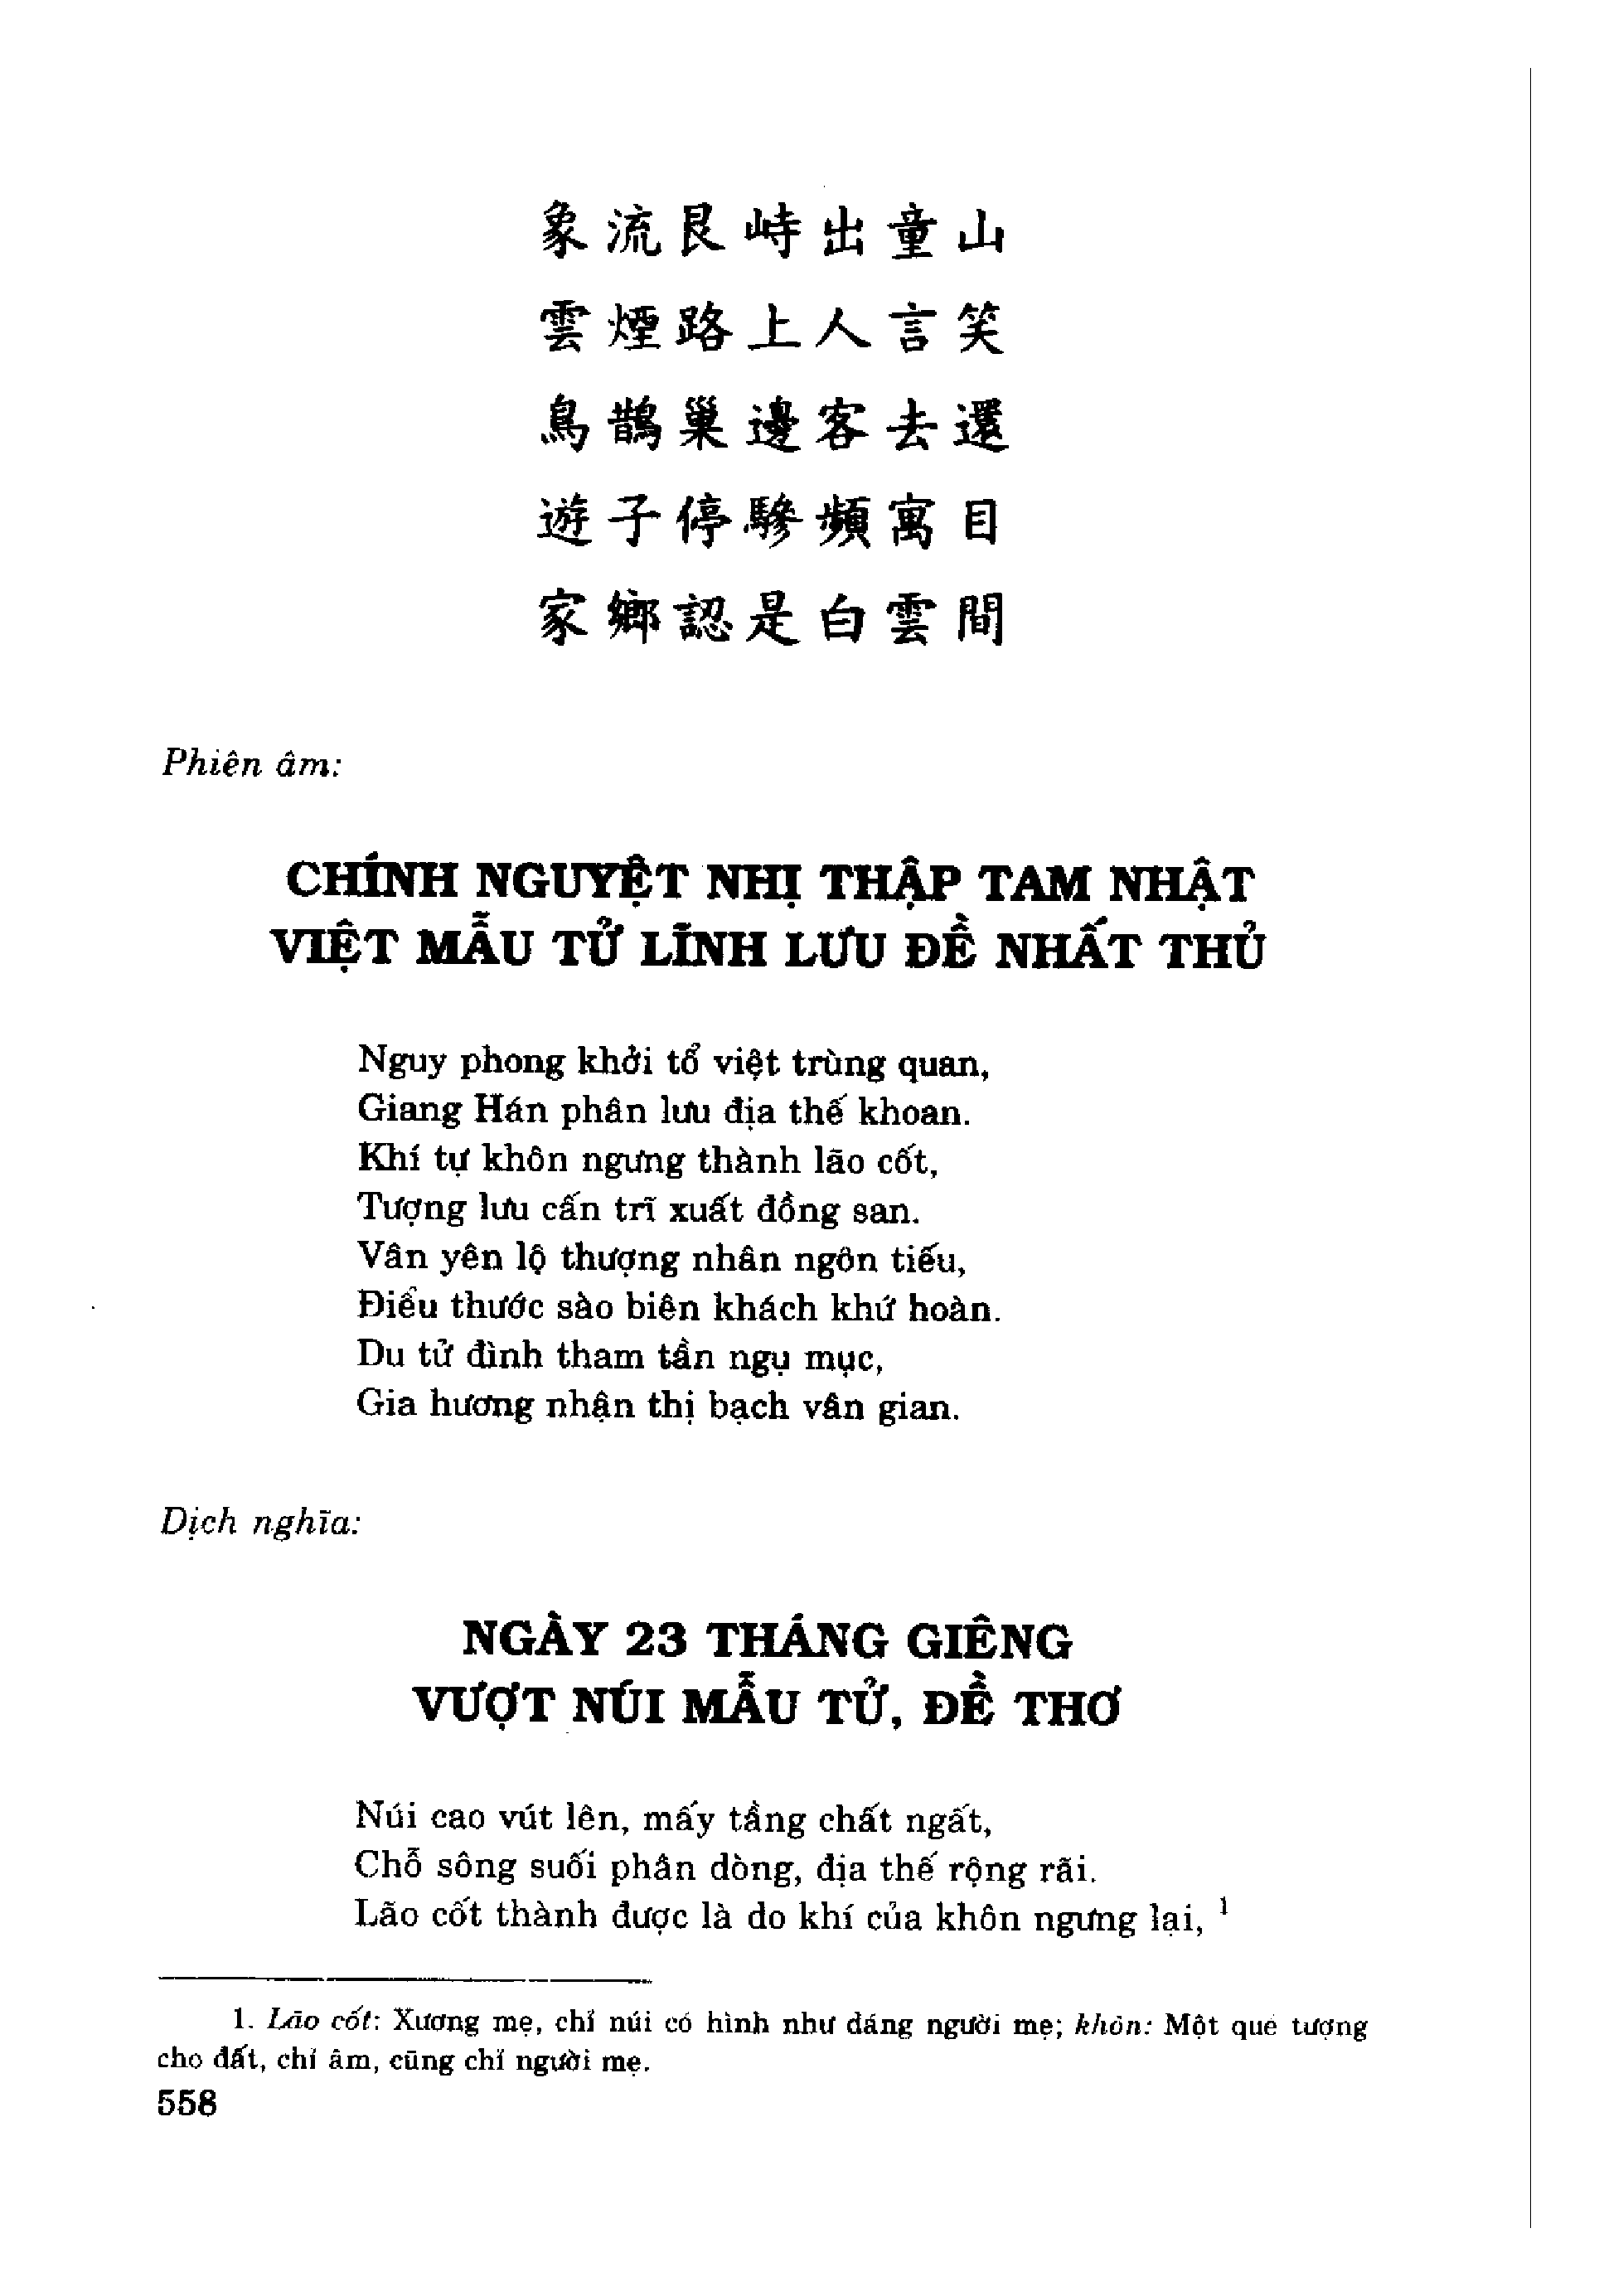 象流艮峙出童山
雲煙路上人言笑
鳥鵲巢邊客去還
遊子停驂頻寓目
家鄉認是白雲間
Phiên âm:
CHÍNH NGUYỆT NHỊ THẬP TAM NHẬT
VIỆT MẪU TỬ LĨNH LƯU ĐỀ NHẤT THỦ
Nguy phong khởi tổ việt trùng quan,
Giang Hán phân lưu địa thế khoan.
Khí tự khôn ngưng thành lão cốt,
Tượng lưu cấn trĩ xuất đồng san.
Vân yên lộ thượng nhân ngôn tiếu,
Điểu thước sào biên khách khứ hoàn.
Du tử đình tham tần ngụ mục,
Gia hương nhận thị bạch vân gian.
Dịch nghĩa:
NGÀY 23 THÁNG GIÊNG
VƯỢT NÚI MẪU TỬ, ĐỀ THƠ
Núi cao vút lên, mấy tầng chất ngất,
Chỗ sông suối phân dòng, địa thế rộng rãi.
Lão cốt thành được là do khí của khôn ngưng lại, 1
1. Lão cốt: Xương mẹ, chỉ núi có hình như dáng người mẹ; khôn: Một quẻ tượng
cho đất, chỉ âm, cũng chỉ người mẹ.
558